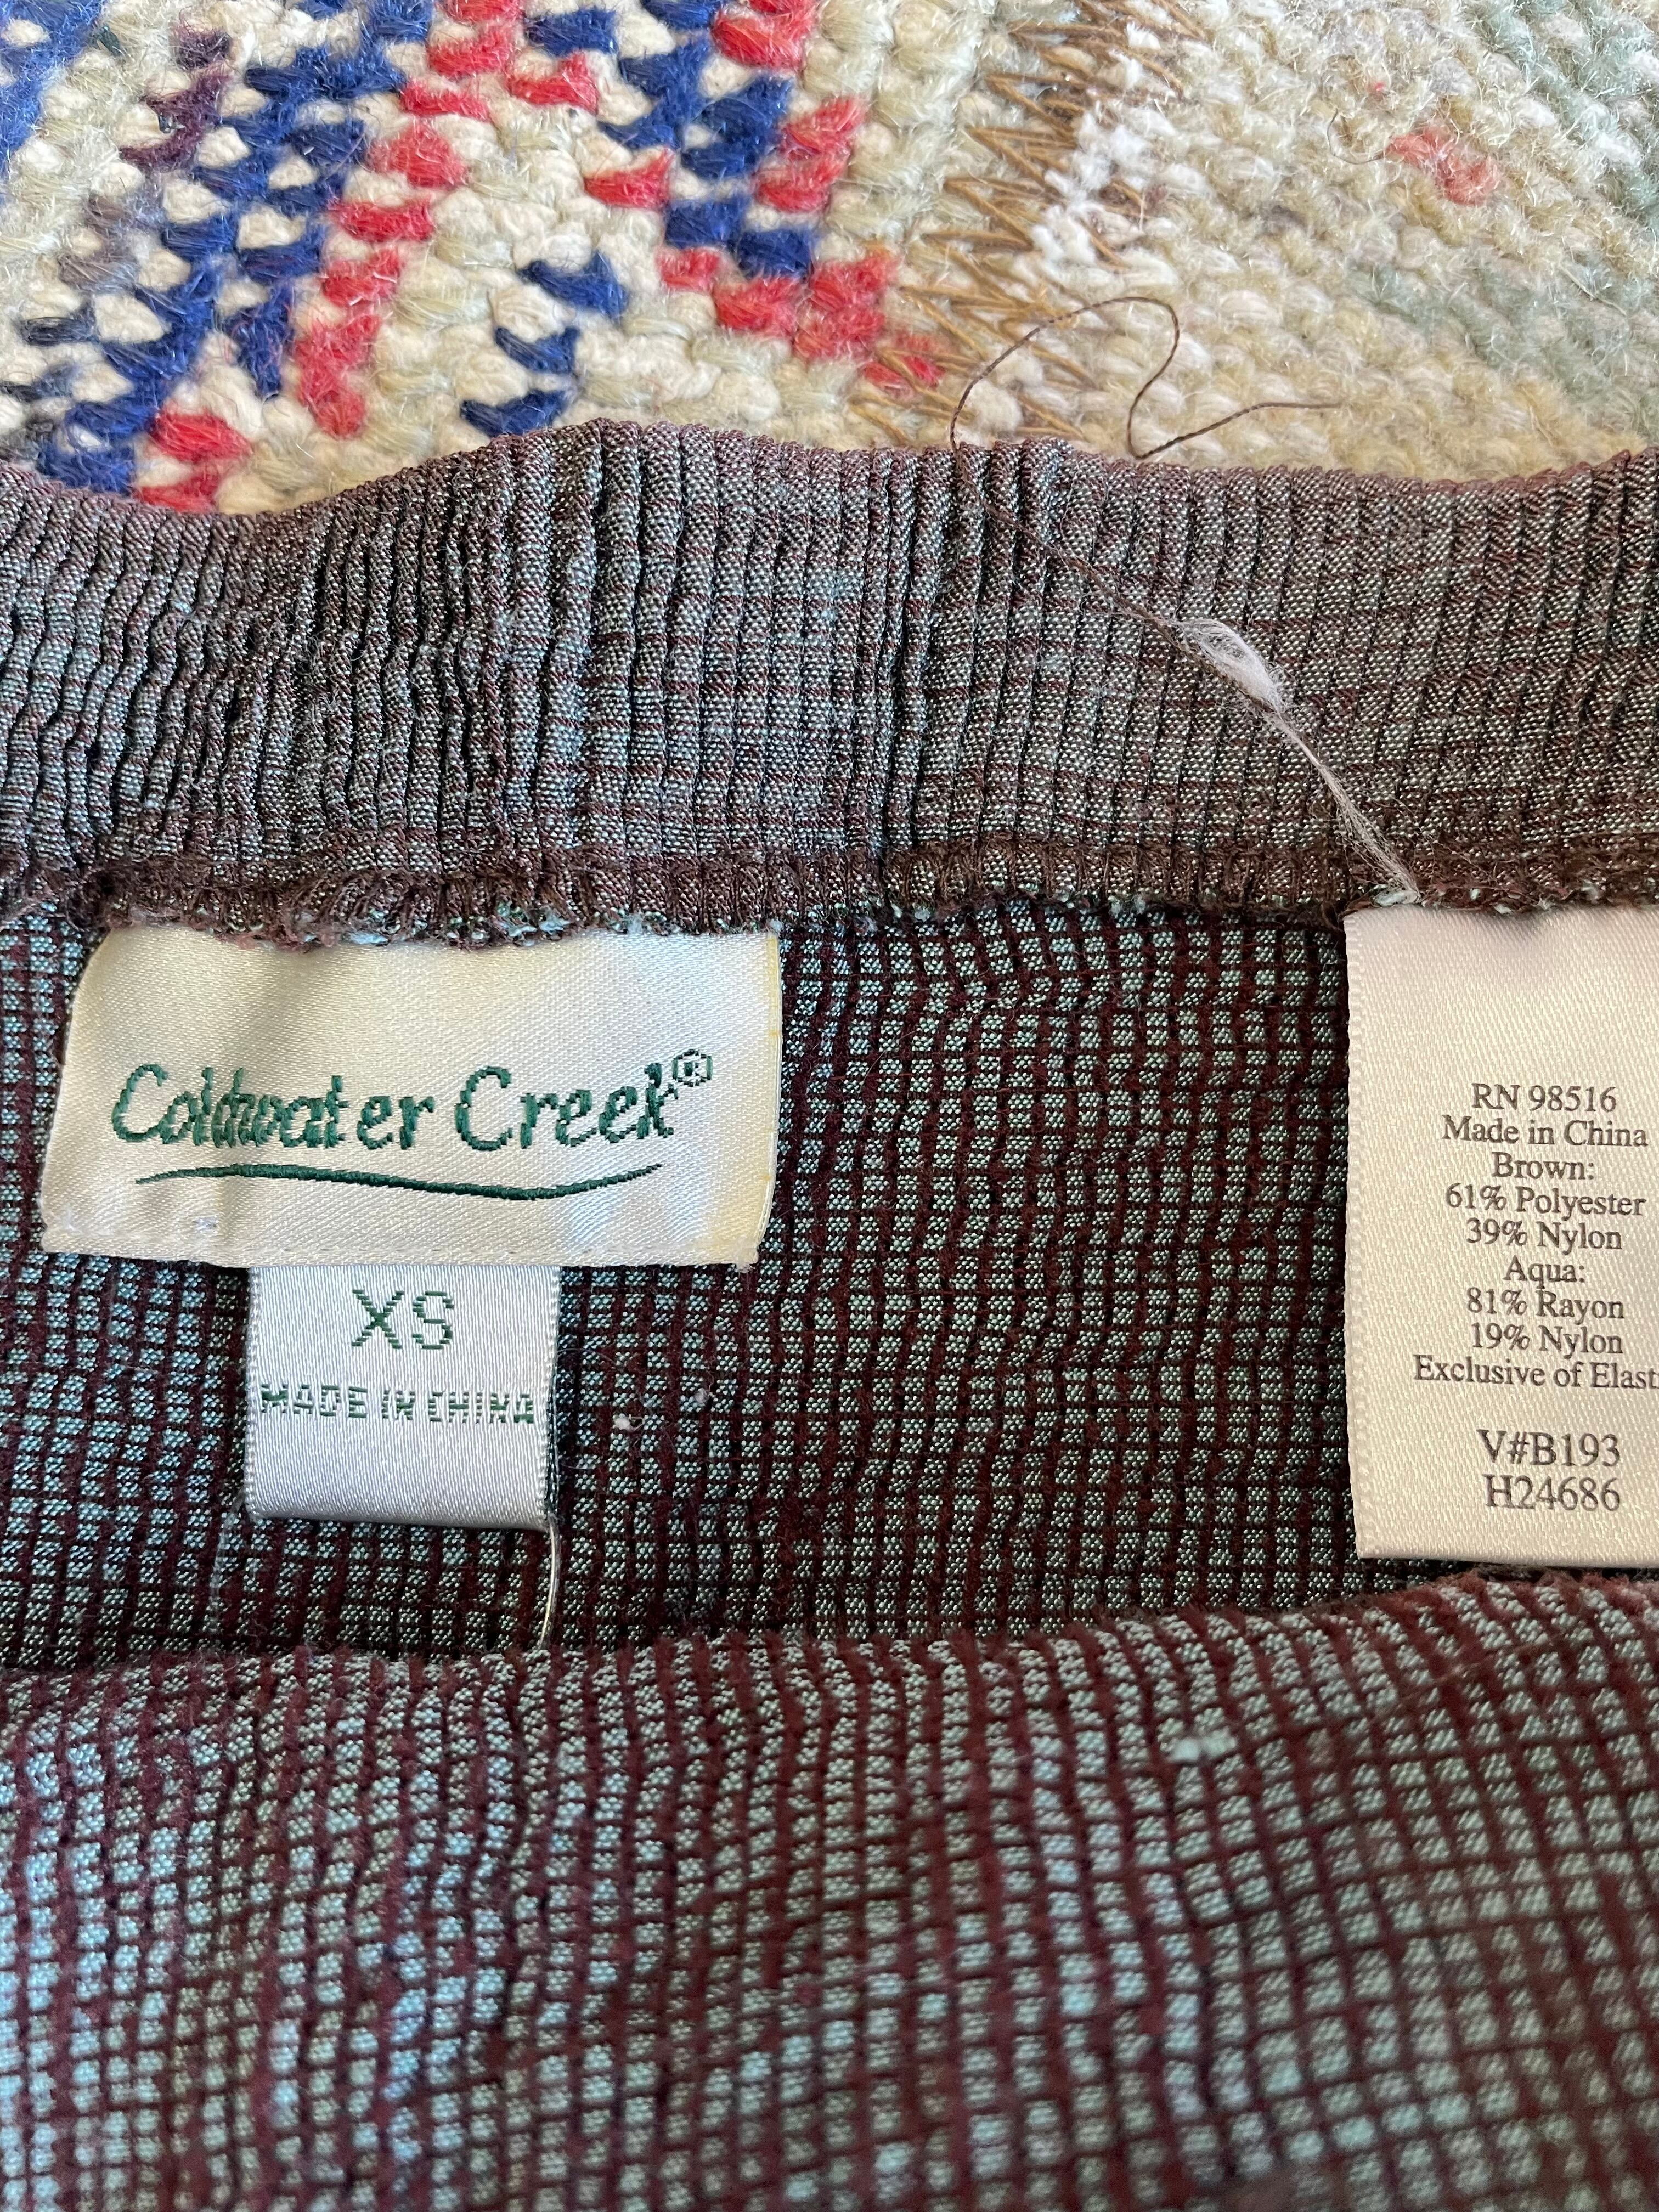 Coldwater Creek®
XS
MADE IN CHINA
RN 98516
Made in China
Brown:
61% Polyester
39% Nylon
Aqua:
81% Rayon
19% Nylon
Exclusive of Elast
V#B193
H24686